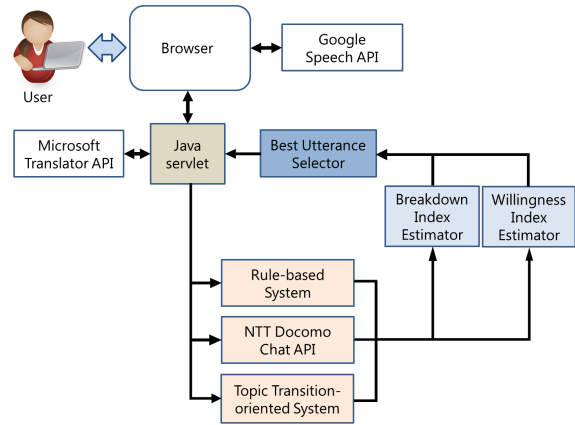 Browser
Google
Speech API
User
Microsoft
Translator API
Java
servlet
Best Utterance
Selector
Breakdown
Index
Estimator
Willingness
Index
Estimator
Rule-based
System
NTT Docomo
Chat API
Topic Transition-
oriented System